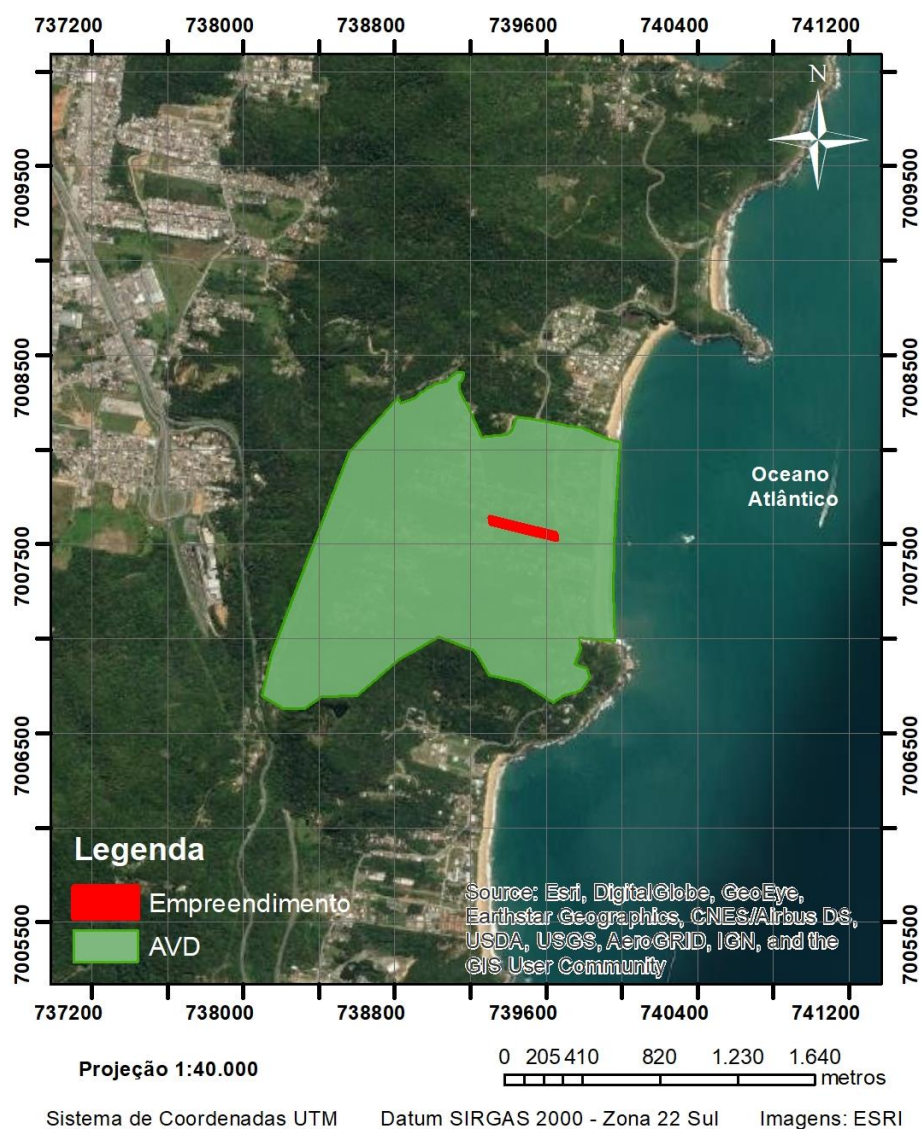 737200 738000 738800 739600 740400 741200
N
7009500 7009500
7008500 7008500
Oceano
Atlântico
7007500 7007500
7006500 7006500
Legenda
Empreendimento
AVD
Source: Esri, DigitalGlobe, GeoEye,
Earthstar Geographics, CNES/Airbus DS,
USDA, USGS, AeroGRID, IGN, and the
GIS User Community
7005500 7005500
737200 738000 738800 739600 740400 741200
Projeção 1:40.000
0 205 410 820 1.230 1.640
metros
Sistema de Coordenadas UTM Datum SIRGAS 2000 - Zona 22 Sul Imagens: ESRI